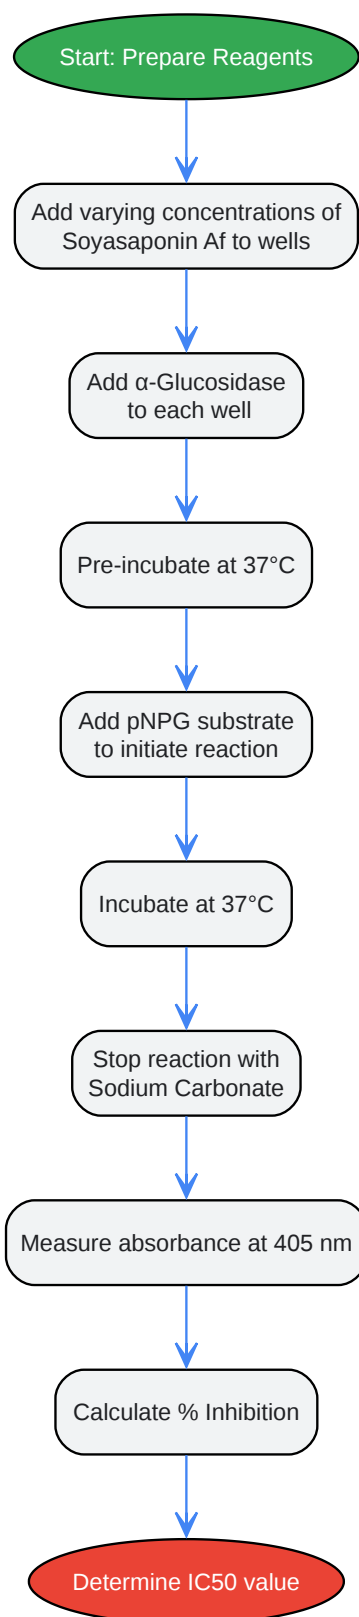 Start: Prepare Reagents
Add varying concentrations of
Soyasaponin Af to wells
Add α-Glucosidase
to each well
Pre-incubate at 37°C
Add pNPG substrate
to initiate reaction
Incubate at 37°C
Stop reaction with
Sodium Carbonate
Measure absorbance at 405 nm
Calculate % Inhibition
Determine IC50 value